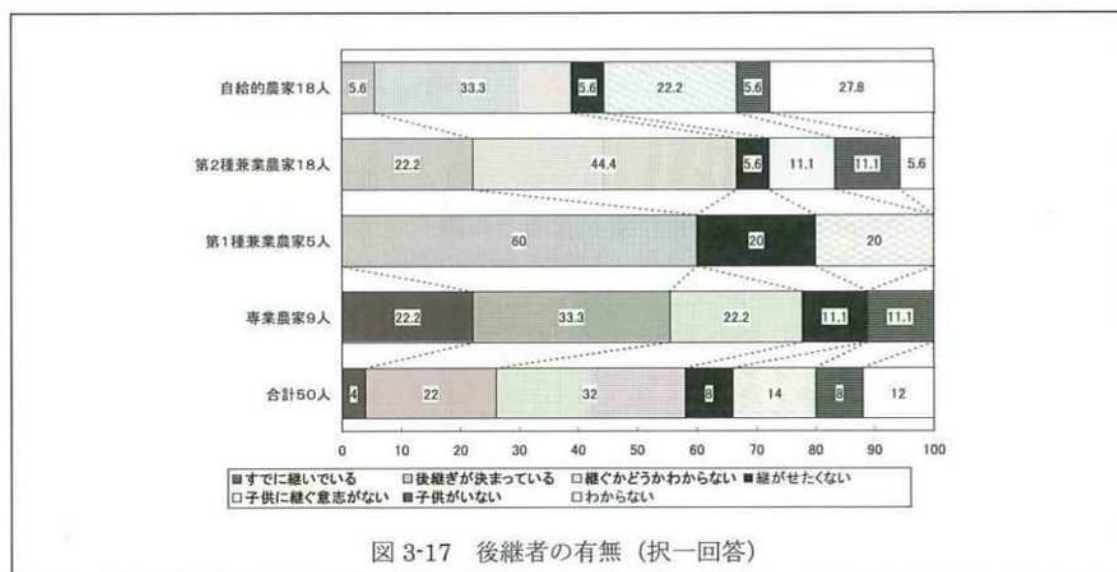 自給的農家18人 5.6 33.3 5.6 22.2 5.6 27.8
第2種兼業農家18人 22.2 44.4 5.6 11.1 11.1 5.6
第1種兼業農家5人 60 20 20
専業農家9人 22.2 33.3 22.2 11.1 11.1
合計50人 4 22 32 8 14 8 12
0 10 20 30 40 50 60 70 80 90 100
すでに継いでいる 後継ぎが決まっている 継ぐかどうかわからない 継がせたくない
子供に継ぐ意志がない 子供がいない わからない
図 3-17 後継者の有無（択一回答）